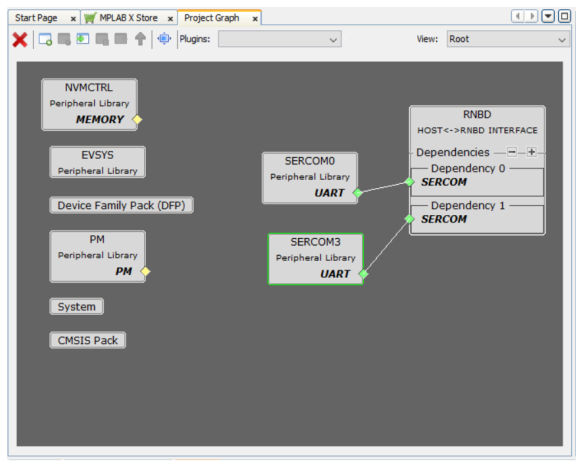 Start Page x MPLAB X Store x Project Graph x
Plugins: View: Root
NVMCTRL
Peripheral Library
MEMORY
EVSYS
Peripheral Library
Device Family Pack (DFP)
PM
Peripheral Library
PM
System
CMSIS Pack
SERCOM0
Peripheral Library
UART
SERCOM3
Peripheral Library
UART
RNBD
HOST<->RNBD INTERFACE
Dependencies
Dependency 0
SERCOM
Dependency 1
SERCOM